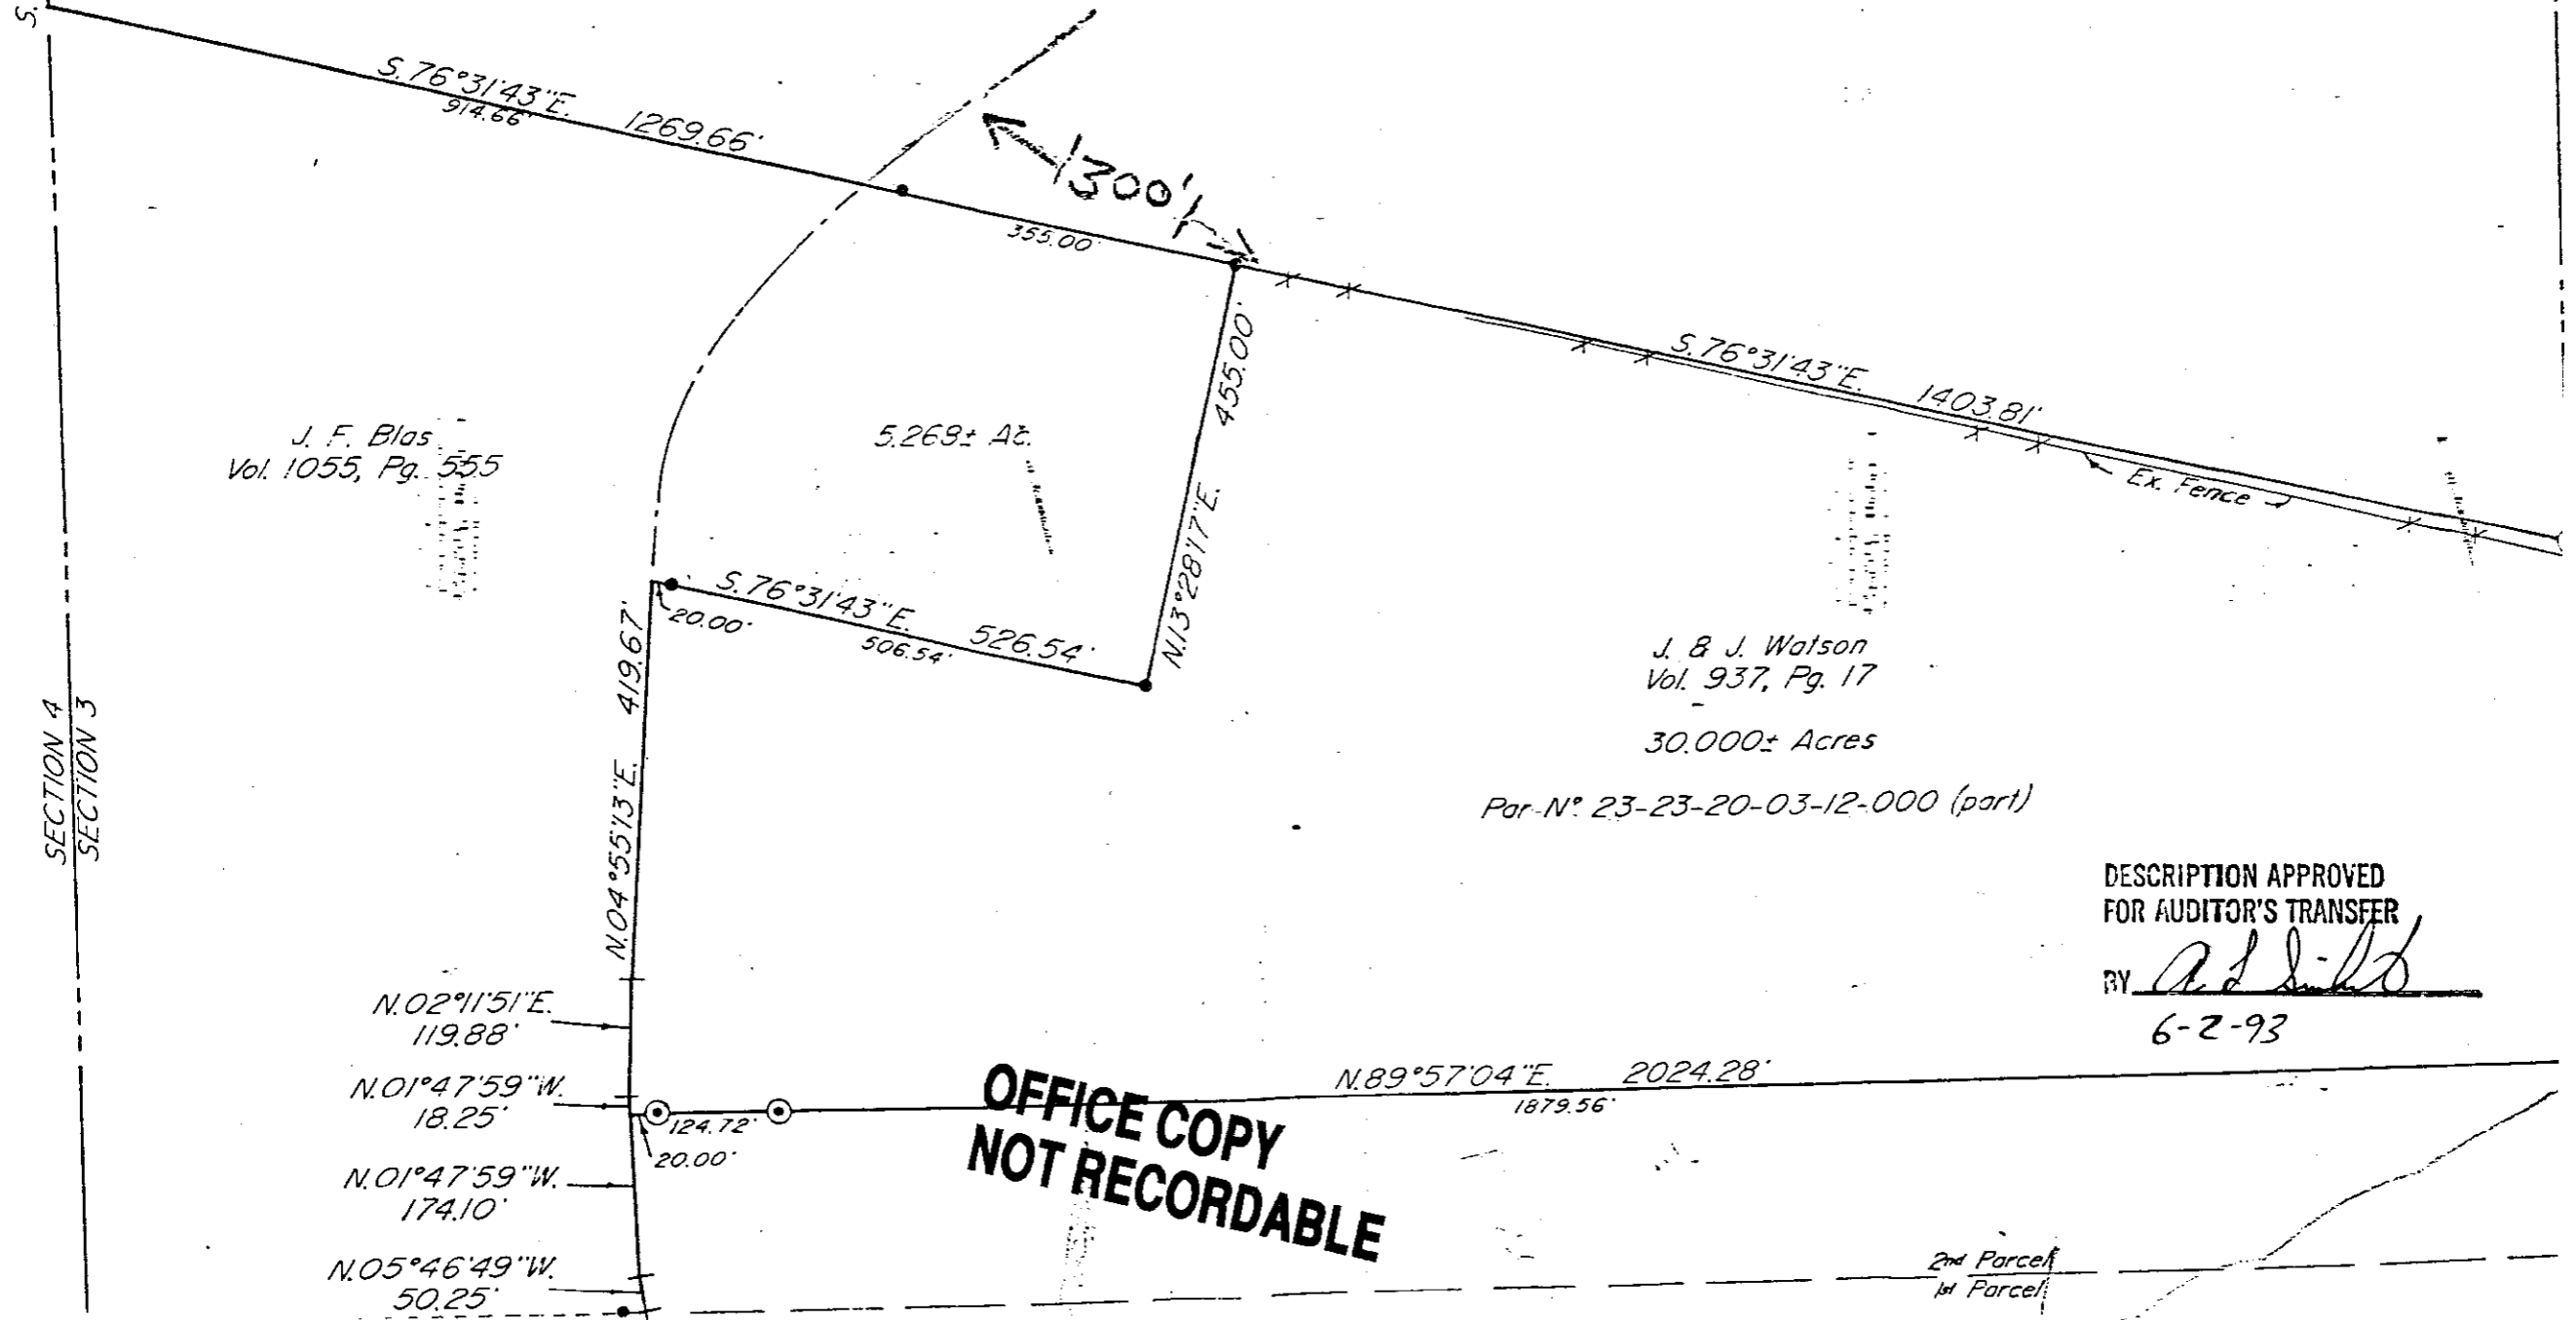 S.
S.76°31'43"E. 1269.66'
914.66'
1300'
355.00'
S.76°31'43"E. 1403.81'
Ex. Fence
455.00'
N.13°28'17"E.
J. F. Blas
Vol. 1055, Pg. 555
5.268± Ac.
S.76°31'43"E. 526.54'
20.00'
506.54'
N.04°55'13"E. 419.67'
J. & J. Watson
Vol. 937, Pg. 17
30.000± Acres
Par. Nº 23-23-20-03-12-000 (part)
SECTION 4
SECTION 3
DESCRIPTION APPROVED
FOR AUDITOR'S TRANSFER
BY
6-2-93
N.02°11'51"E.
119.88'
N.01°47'59"W.
18.25'
124.72'
20.00'
N.89°57'04"E. 2024.28'
1879.56'
OFFICE COPY
NOT RECORDABLE
N.01°47'59"W.
174.10'
N.05°46'49"W.
50.25'
2nd Parcel
1st Parcel